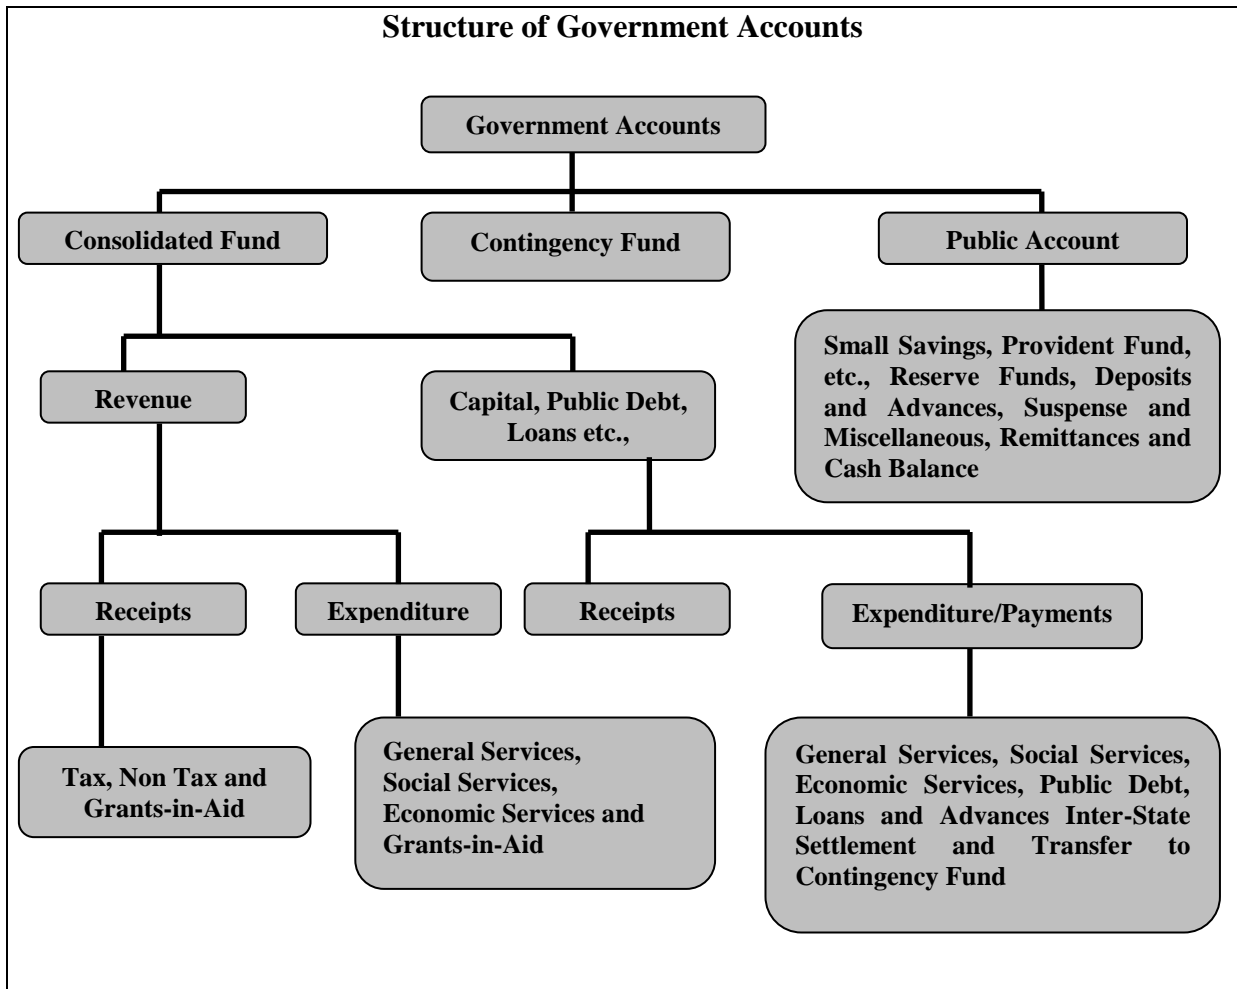 Structure of Government Accounts
Government Accounts
Consolidated Fund
Contingency Fund
Public Account
Small Savings, Provident Fund,
etc., Reserve Funds, Deposits
and Advances, Suspense and
Miscellaneous, Remittances and
Cash Balance
Revenue
Capital, Public Debt,
Loans etc.,
Receipts
Expenditure
Receipts
Expenditure/Payments
Tax, Non Tax and
Grants-in-Aid
General Services,
Social Services,
Economic Services and
Grants-in-Aid
General Services, Social Services,
Economic Services, Public Debt,
Loans and Advances Inter-State
Settlement and Transfer to
Contingency Fund